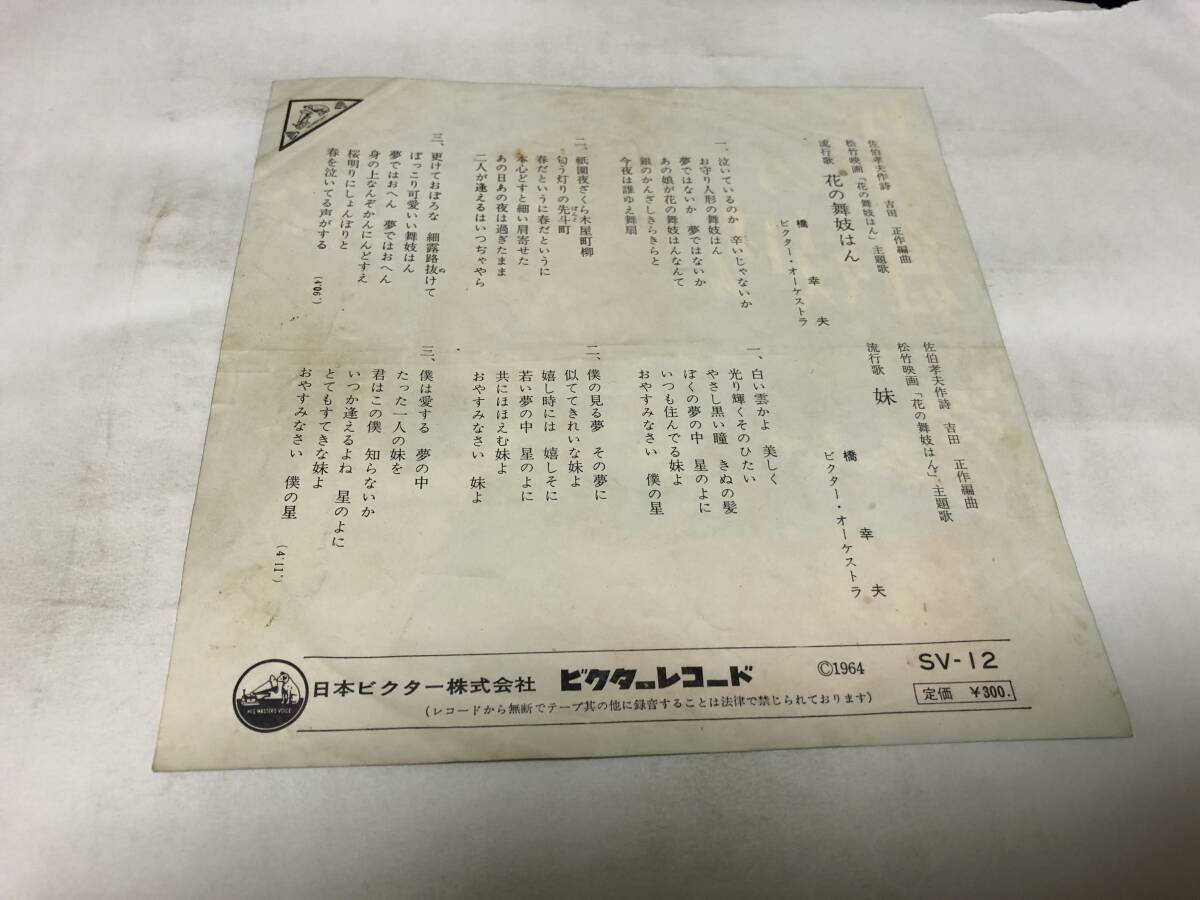 佐伯孝夫作詩　吉田　正作編曲
松竹映画「花の舞妓はん」主題歌
流行歌　花の舞妓はん
橋　幸夫
ビクター・オーケストラ
一、泣いているのか　辛いじゃないか
お守り人形の舞妓はん
夢ではないか　夢ではないか
あの娘が花の舞妓はんなんて
銀のかんざしきらきらと
今夜は誰ゆえ舞扇
二、祇園夜ざくら木屋町柳
匂う灯りの先斗町
ぽんと
春だというに春だというに
本心どすと細い肩寄せた
あの日あの夜は過ぎたまま
二人が逢えるはいつぢゃやら
三、更けておぼろな　細露路抜けて
ぬ
ぽっこり可愛いい舞妓はん
夢ではおへん　夢ではおへん
身の上なんぞかんにんどすえ
桜明りにしょんぼりと
春を泣いてる声がする
(4'06")
佐伯孝夫作詩　吉田　正作編曲
松竹映画「花の舞妓はん」主題歌
流行歌　妹
橋　幸夫
ビクター・オーケストラ
一、白い雲かよ　美しく
光り輝くそのひたい
やさし黒い瞳　きぬの髪
ぼくの夢の中　星のよに
いつも住んでる妹よ
おやすみなさい　僕の星
二、僕の見る夢　その夢に
似ててきれいな妹よ
嬉し時には　嬉しそに
若い夢の中　星のよに
共にほほえむ妹よ
おやすみなさい　妹よ
三、僕は愛する　夢の中
たった一人の妹を
君はこの僕　知らないか
いつか逢えるよね　星のよに
とてもすてきな妹よ
おやすみなさい　僕の星
(4'11")
HIS MASTER'S VOICE
日本ビクター株式会社　ビクターレコード　©1964　SV-12
(レコードから無断でテープ其の他に録音することは法律で禁じられております)　定価　¥300.